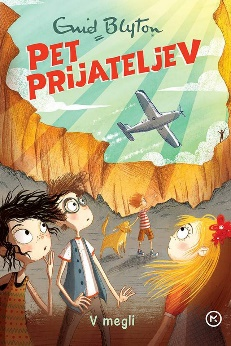 Enid Blyton
PET
PRIJATELJEV
V megli
M